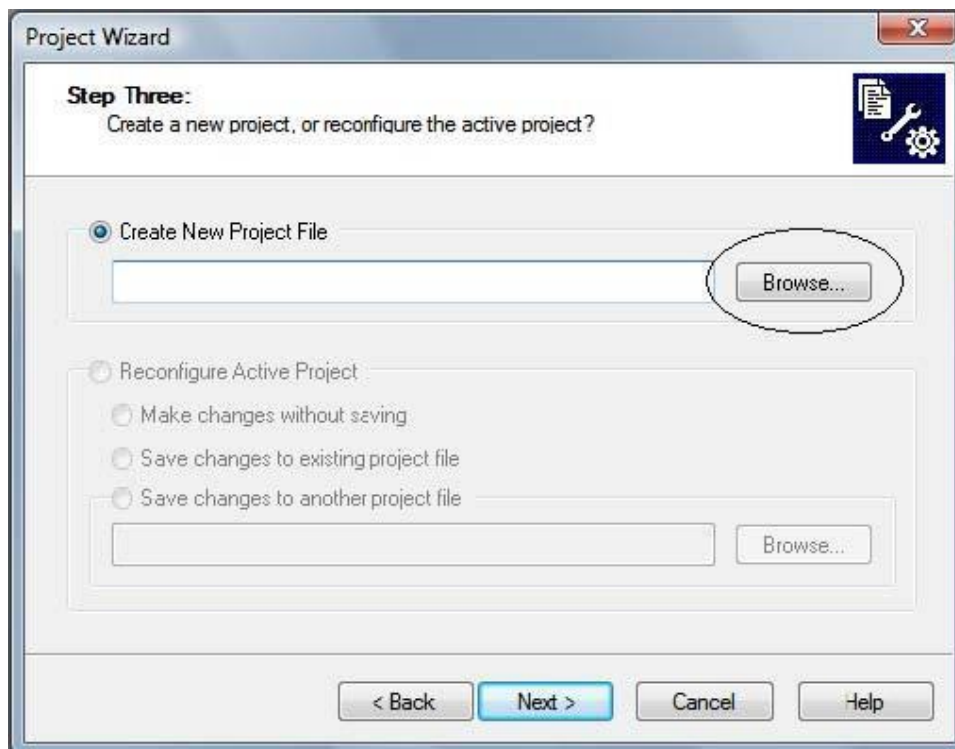 Project Wizard
Step Three:
Create a new project, or reconfigure the active project?
Create New Project File
Browse...
Reconfigure Active Project
Make changes without saving
Save changes to existing project file
Save changes to another project file
Browse...
< Back Next > Cancel Help